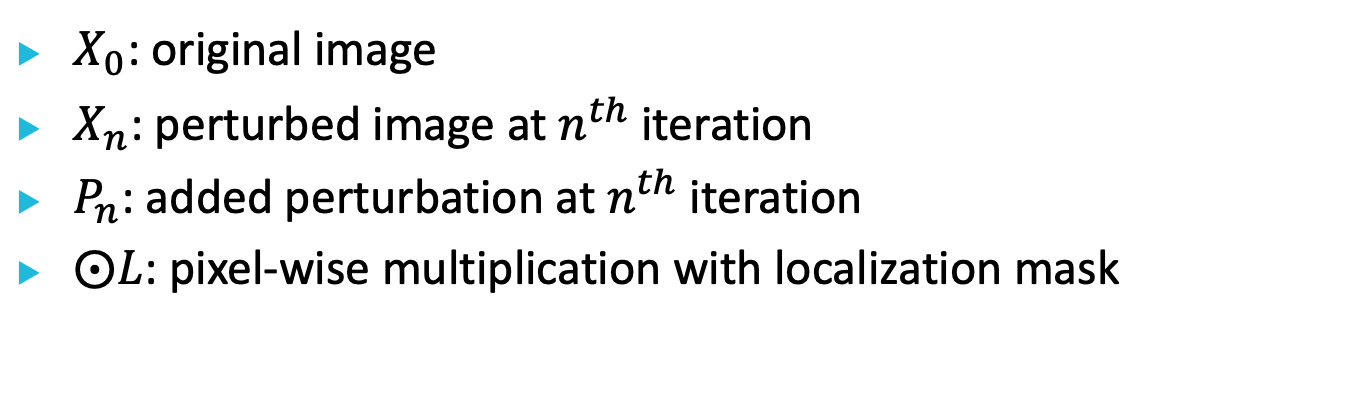 ▶ X₀: original image
▶ Xₙ: perturbed image at nᵗʰ iteration
▶ Pₙ: added perturbation at nᵗʰ iteration
▶ ⊙L: pixel-wise multiplication with localization mask